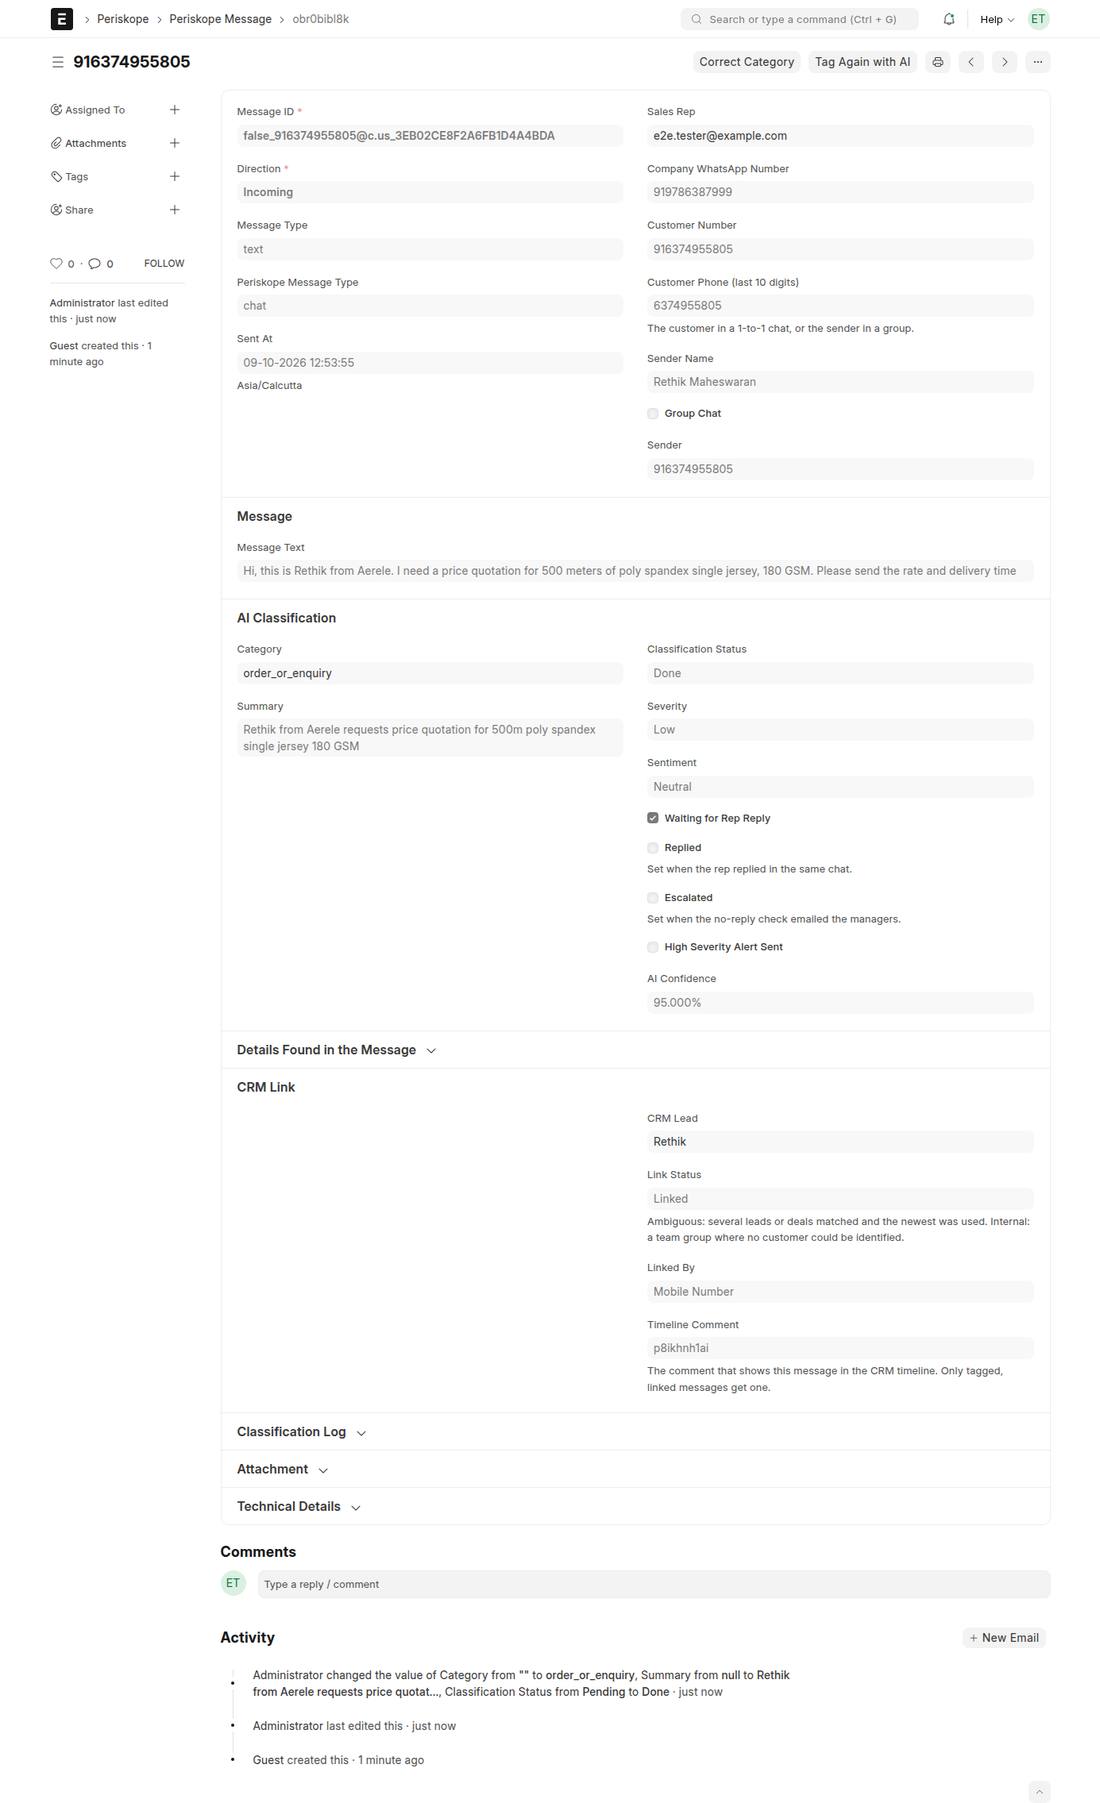 E > Periskope > Periskope Message > obr0bibl8k
Search or type a command (Ctrl + G)
Help
ET
916374955805
Correct Category
Tag Again with AI
Assigned To
Attachments
Tags
Share
0 · 0 FOLLOW
Administrator last edited
this · just now
Guest created this · 1
minute ago
Message ID *
false_916374955805@c.us_3EB02CE8F2A6FB1D4A4BDA
Direction *
Incoming
Message Type
text
Periskope Message Type
chat
Sent At
09-10-2026 12:53:55
Asia/Calcutta
Sales Rep
e2e.tester@example.com
Company WhatsApp Number
919786387999
Customer Number
916374955805
Customer Phone (last 10 digits)
6374955805
The customer in a 1-to-1 chat, or the sender in a group.
Sender Name
Rethik Maheswaran
Group Chat
Sender
916374955805
Message
Message Text
Hi, this is Rethik from Aerele. I need a price quotation for 500 meters of poly spandex single jersey, 180 GSM. Please send the rate and delivery time
AI Classification
Category
order_or_enquiry
Summary
Rethik from Aerele requests price quotation for 500m poly spandex
single jersey 180 GSM
Classification Status
Done
Severity
Low
Sentiment
Neutral
Waiting for Rep Reply
Replied
Set when the rep replied in the same chat.
Escalated
Set when the no-reply check emailed the managers.
High Severity Alert Sent
AI Confidence
95.000%
Details Found in the Message
CRM Link
CRM Lead
Rethik
Link Status
Linked
Ambiguous: several leads or deals matched and the newest was used. Internal:
a team group where no customer could be identified.
Linked By
Mobile Number
Timeline Comment
p8ikhnh1ai
The comment that shows this message in the CRM timeline. Only tagged,
linked messages get one.
Classification Log
Attachment
Technical Details
Comments
ET
Type a reply / comment
Activity
+ New Email
Administrator changed the value of Category from "" to order_or_enquiry, Summary from null to Rethik
from Aerele requests price quotat..., Classification Status from Pending to Done · just now
Administrator last edited this · just now
Guest created this · 1 minute ago